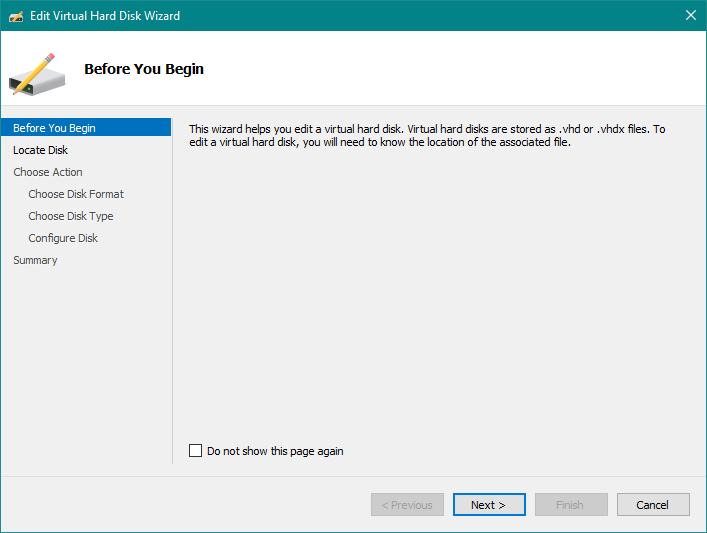 Edit Virtual Hard Disk Wizard
Before You Begin
Before You Begin
Locate Disk
Choose Action
Choose Disk Format
Choose Disk Type
Configure Disk
Summary
This wizard helps you edit a virtual hard disk. Virtual hard disks are stored as .vhd or .vhdx files. To
edit a virtual hard disk, you will need to know the location of the associated file.
Do not show this page again
< Previous
Next >
Finish
Cancel